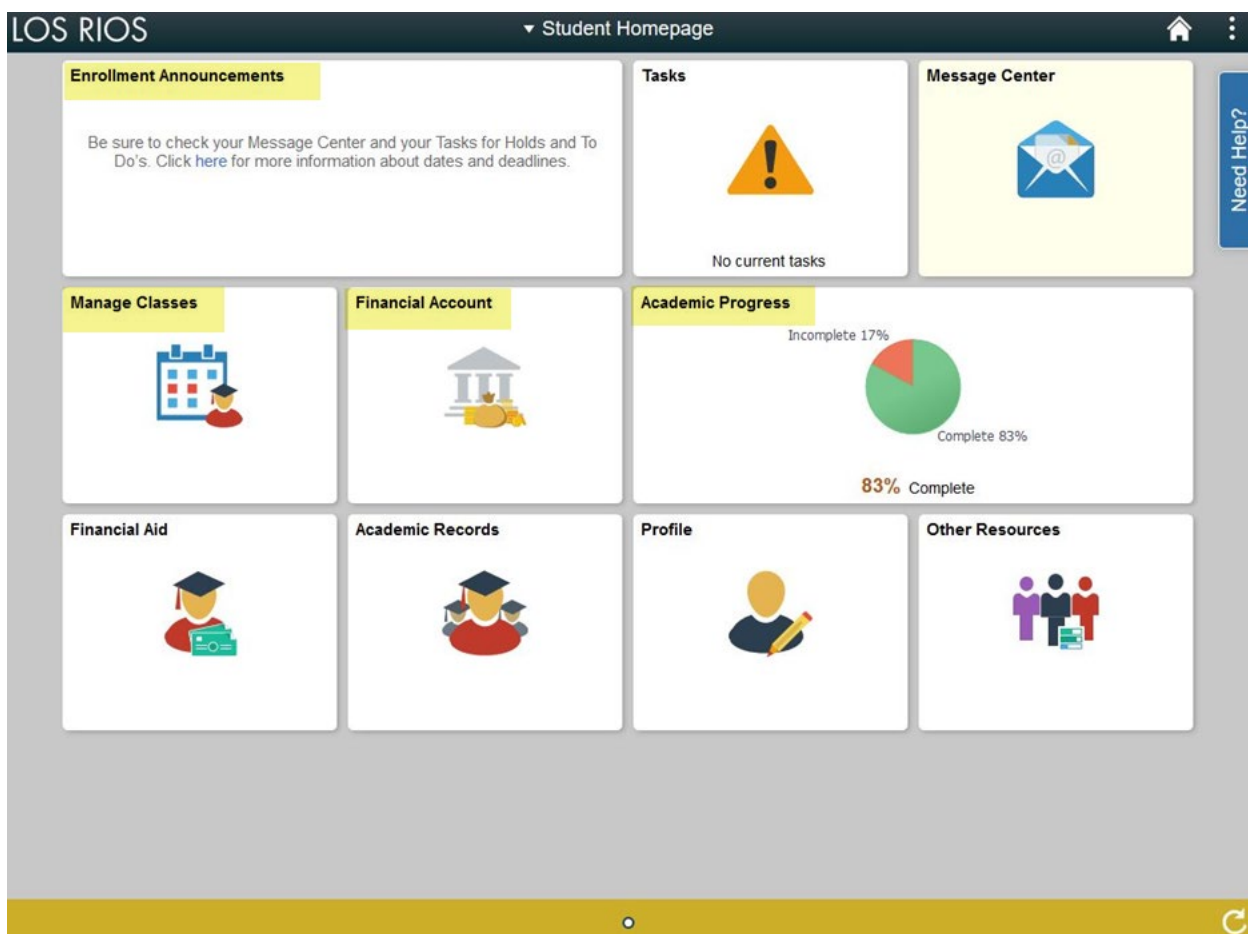 LOS RIOS
▾ Student Homepage
Enrollment Announcements
Be sure to check your Message Center and your Tasks for Holds and To
Do's. Click here for more information about dates and deadlines.
Tasks
No current tasks
Message Center
@
Need Help?
Manage Classes
Financial Account
Academic Progress
Incomplete 17%
Complete 83%
83% Complete
Financial Aid
Academic Records
Profile
Other Resources